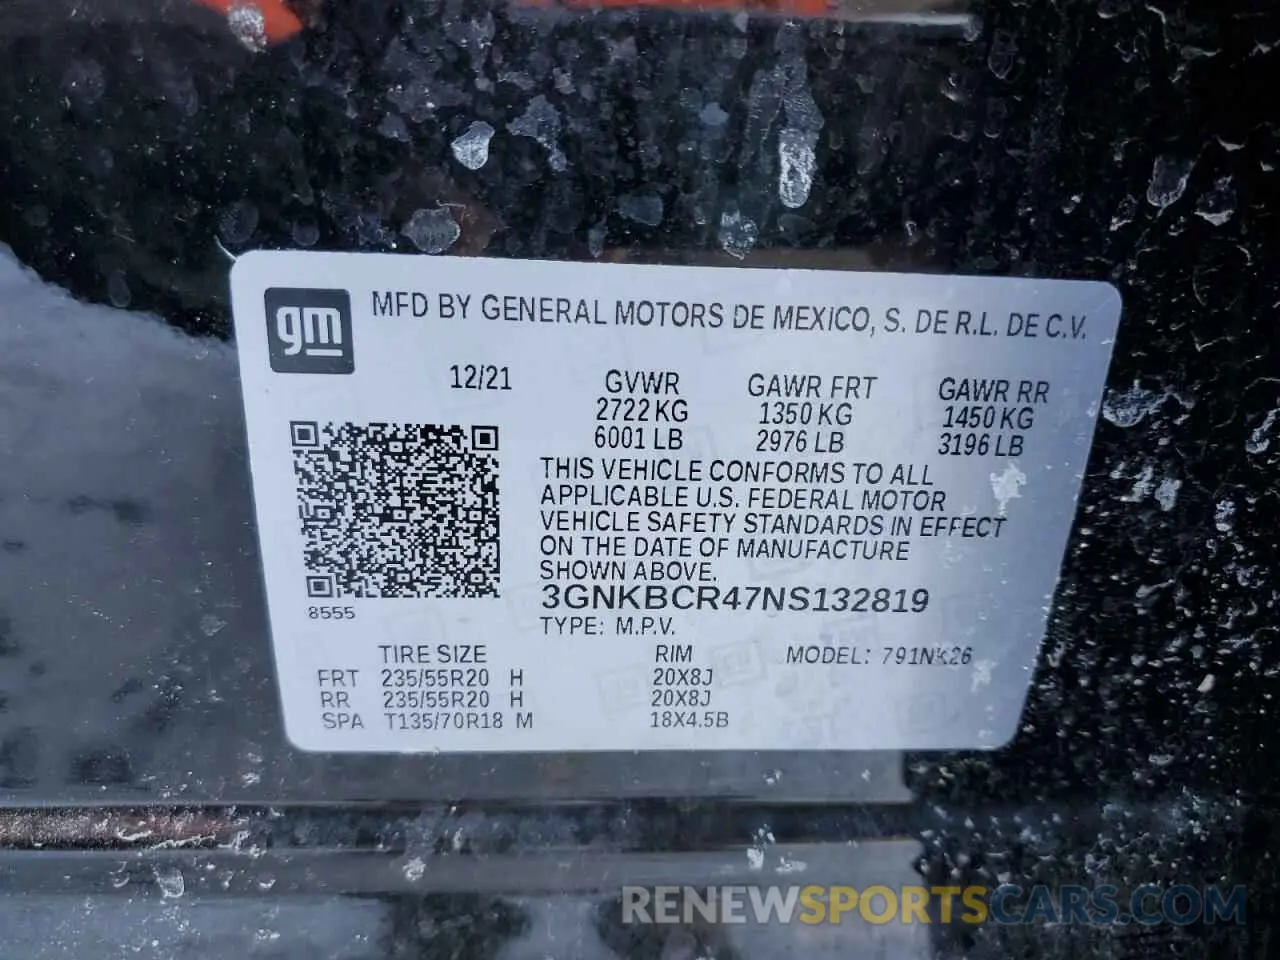 gm
MFD BY GENERAL MOTORS DE MEXICO, S. DE R.L. DE C.V.
12/21 GVWR GAWR FRT GAWR RR
2722 KG 1350 KG 1450 KG
6001 LB 2976 LB 3196 LB
THIS VEHICLE CONFORMS TO ALL
APPLICABLE U.S. FEDERAL MOTOR
VEHICLE SAFETY STANDARDS IN EFFECT
ON THE DATE OF MANUFACTURE
SHOWN ABOVE.
8555
3GNKBCR47NS132819
TYPE: M.P.V.
TIRE SIZE RIM MODEL: 791NK26
FRT 235/55R20 H 20X8J
RR 235/55R20 H 20X8J
SPA T135/70R18 M 18X4.5B
RENEWSPORTSCARS.COM